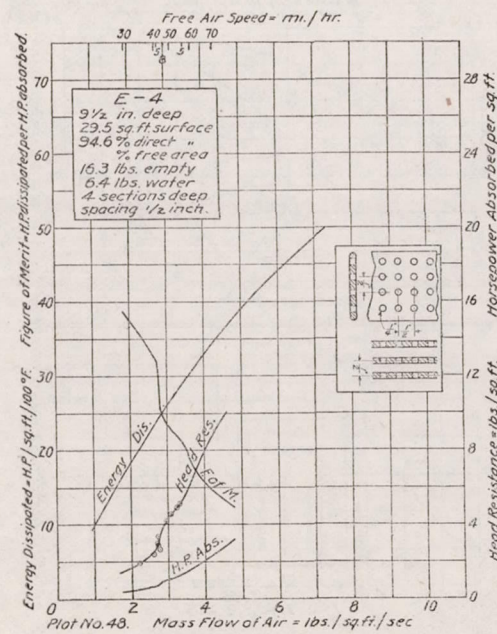 Free Air Speed = mi./ hr.
30 40 50 60 70
S S
B
E-4
9 1/2 in. deep
29.5 sq.ft. surface
94.6 % direct "
% free area
16.3 lbs. empty
6.4 lbs. water
4 sections deep
spacing 1/2 inch.
Energy Dissipated = H.P./sq.ft./100°F. Figure of Merit = H.P. dissipated per H.P. absorbed.
70
60
50
40
30
20
10
0
28
24
20
16
12
8
4
0
Head Resistance = lbs./sq.ft. Horsepower Absorbed per sq.ft.
Energy Dis.
Head Res.
F of M.
H.P. Abs.
0 2 4 6 8 10 11
Plot No. 48. Mass Flow of Air = lbs./sq.ft./sec